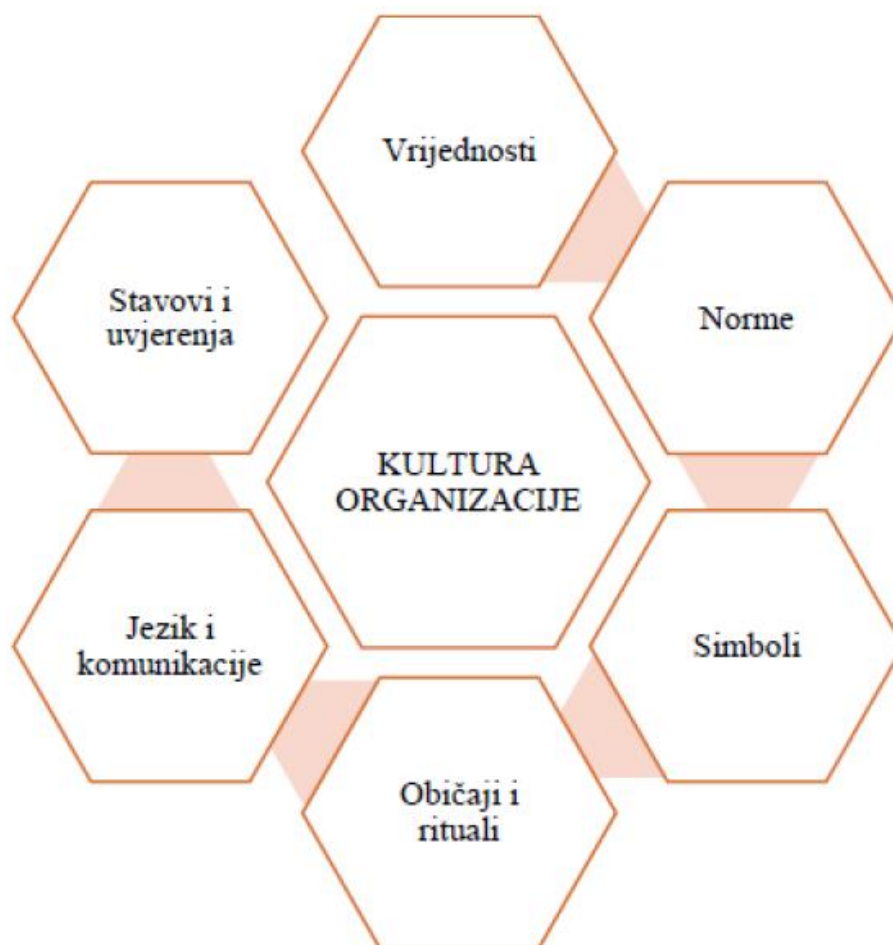 Vrijednosti
Norme
Simboli
Običaji i
rituali
Jezik i
komunikacije
Stavovi i
uvjerenja
KULTURA
ORGANIZACIJE